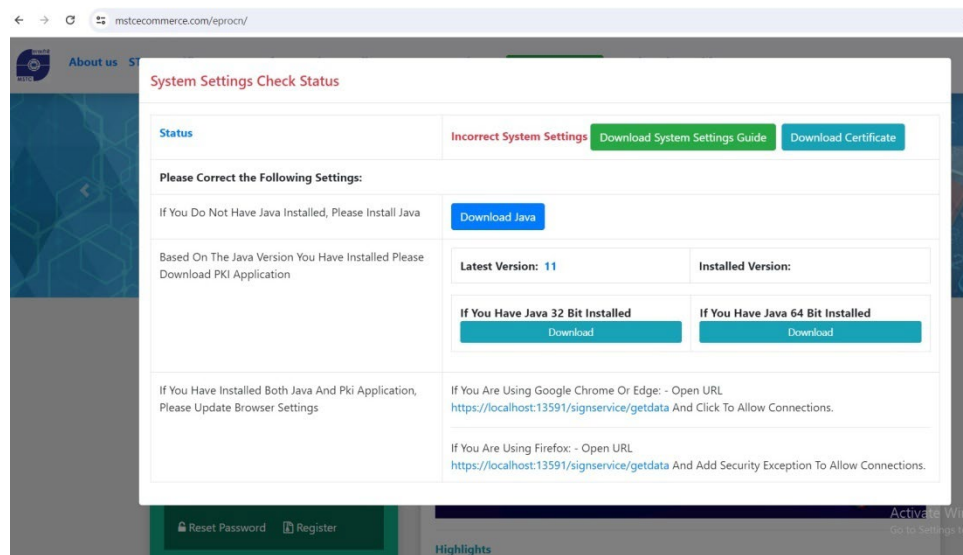 mstcecommerce.com/eprocn/
About us
System Settings Check Status
Status
Incorrect System Settings
Download System Settings Guide
Download Certificate
Please Correct the Following Settings:
If You Do Not Have Java Installed, Please Install Java
Download Java
Based On The Java Version You Have Installed Please
Download PKI Application
Latest Version: 11
Installed Version:
If You Have Java 32 Bit Installed
Download
If You Have Java 64 Bit Installed
Download
If You Have Installed Both Java And Pki Application,
Please Update Browser Settings
If You Are Using Google Chrome Or Edge: - Open URL
https://localhost:13591/signservice/getdata And Click To Allow Connections.
If You Are Using Firefox: - Open URL
https://localhost:13591/signservice/getdata And Add Security Exception To Allow Connections.
Reset Password
Register
Activate
Go to Settings
Highlights